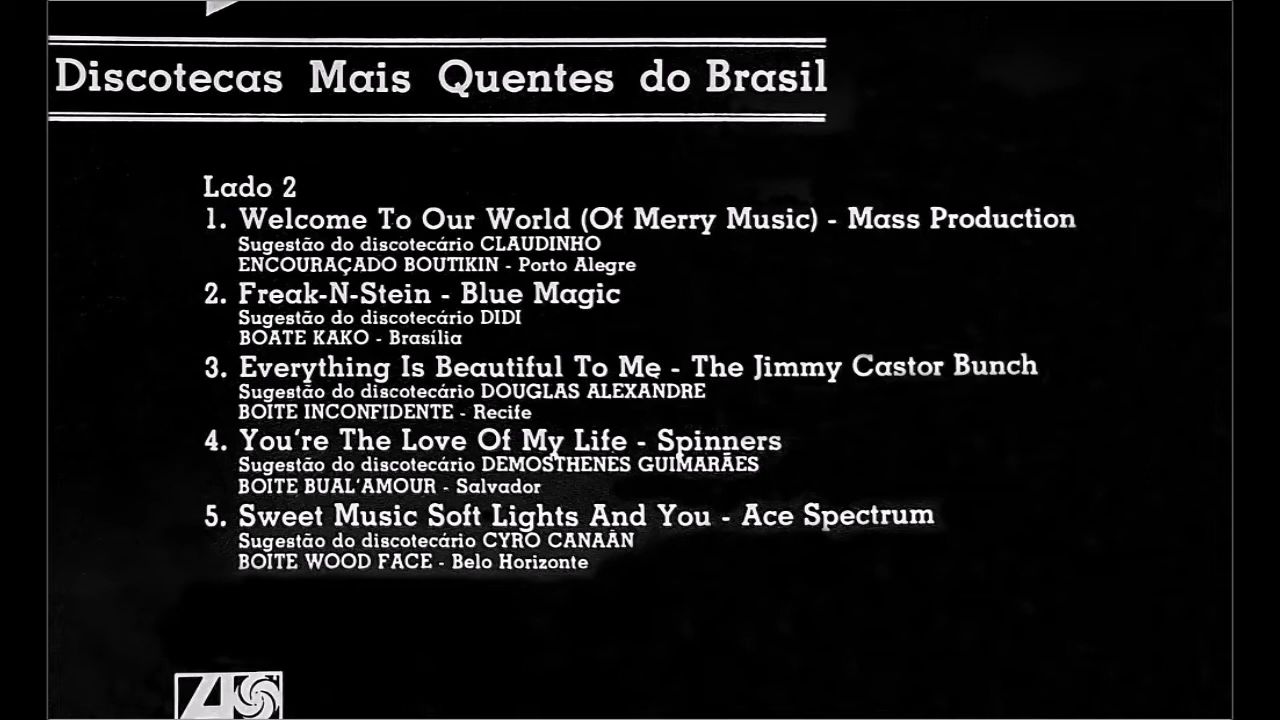 Discotecas Mais Quentes do Brasil
Lado 2
1. Welcome To Our World (Of Merry Music) - Mass Production
Sugestão do discotecário CLAUDINHO
ENCOURAÇADO BOUTIKIN - Porto Alegre
2. Freak-N-Stein - Blue Magic
Sugestão do discotecário DIDI
BOATE KAKO - Brasília
3. Everything Is Beautiful To Me - The Jimmy Castor Bunch
Sugestão do discotecário DOUGLAS ALEXANDRE
BOITE INCONFIDENTE - Recife
4. You're The Love Of My Life - Spinners
Sugestão do discotecário DEMOSTHENES GUIMARÃES
BOITE BUAL'AMOUR - Salvador
5. Sweet Music Soft Lights And You - Ace Spectrum
Sugestão do discotecário CYRO CANAÃN
BOITE WOOD FACE - Belo Horizonte